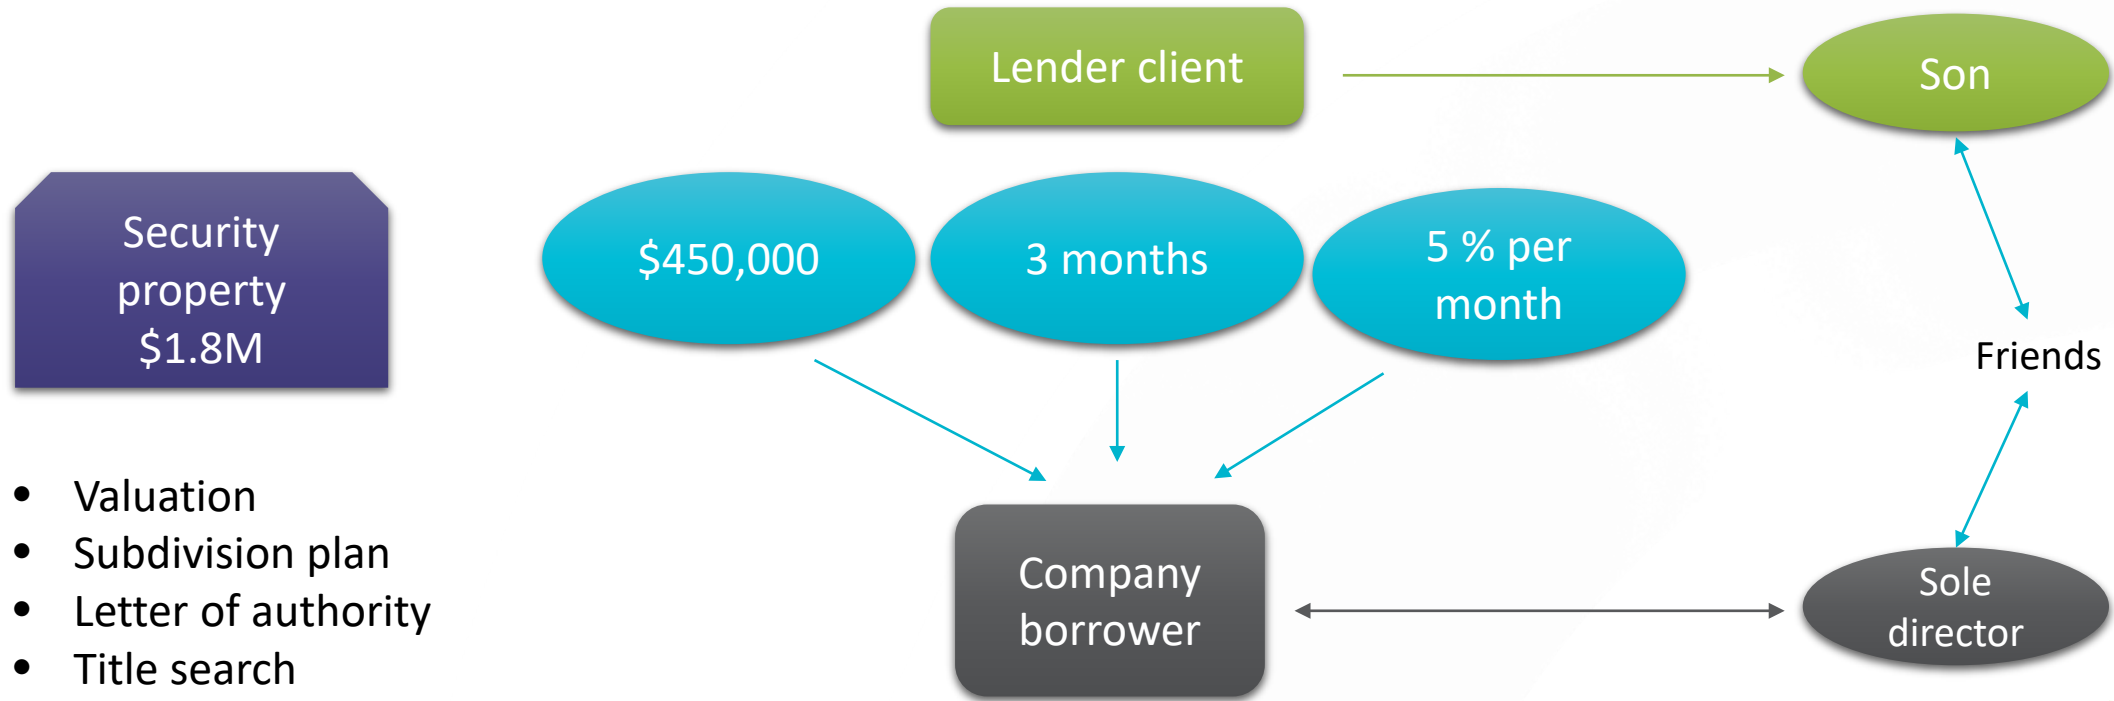 Lender client
Son
Security
property
$1.8M
$450,000
3 months
5 % per
month
Friends
• Valuation
• Subdivision plan
• Letter of authority
• Title search
Company
borrower
Sole
director